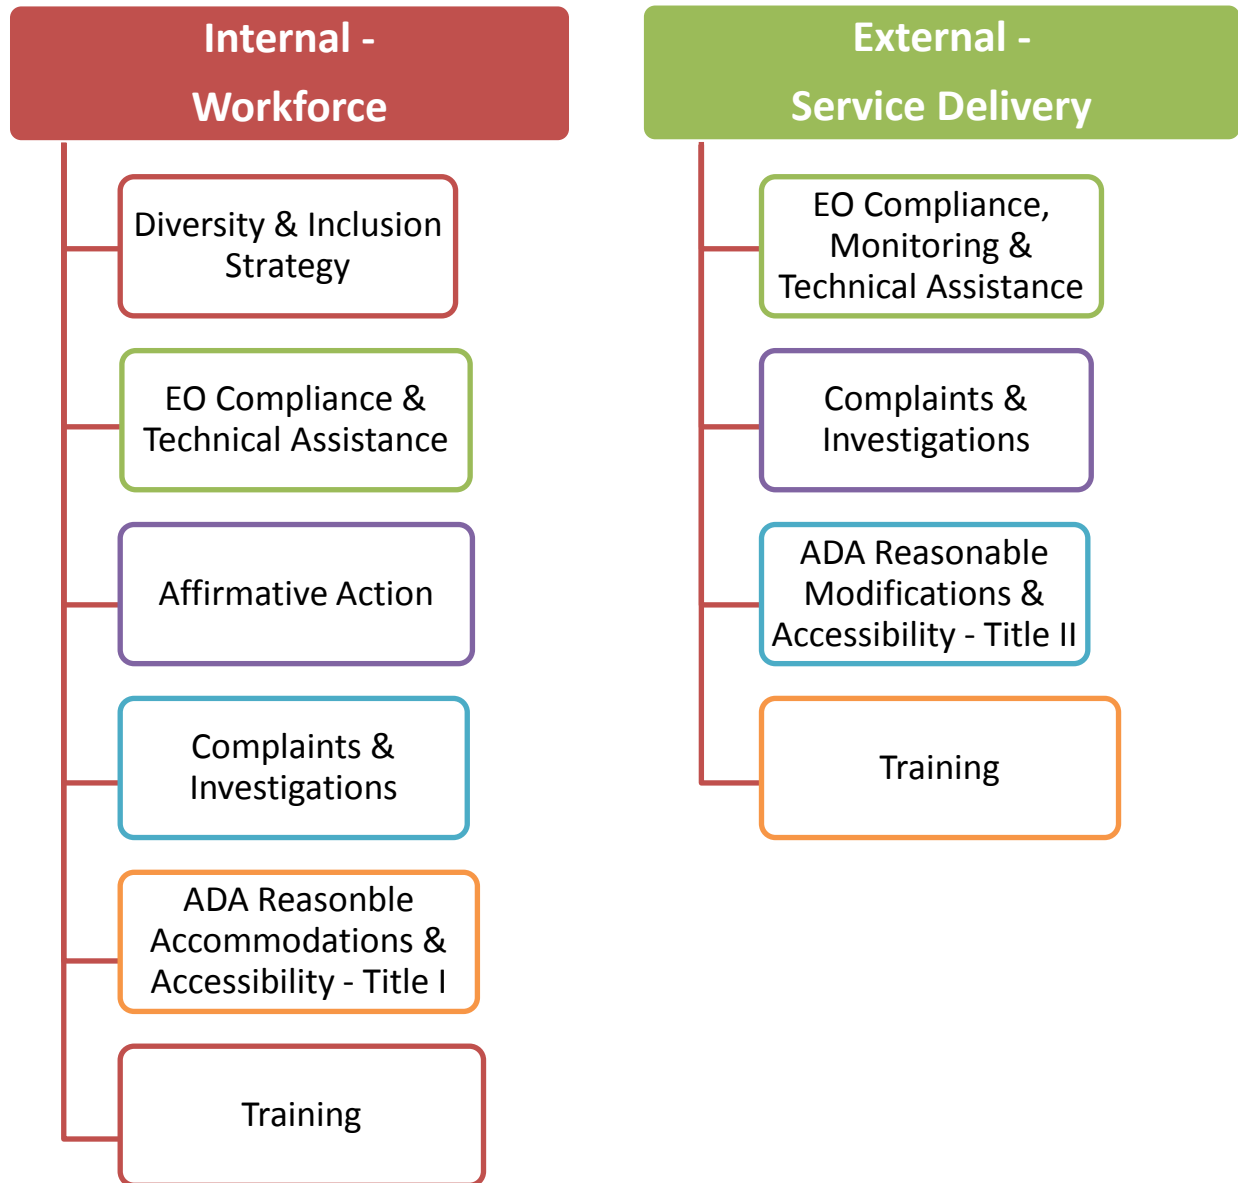 Internal -
Workforce
Diversity & Inclusion
Strategy
EO Compliance &
Technical Assistance
Affirmative Action
Complaints &
Investigations
ADA Reasonble
Accommodations &
Accessibility - Title I
Training
External -
Service Delivery
EO Compliance,
Monitoring &
Technical Assistance
Complaints &
Investigations
ADA Reasonable
Modifications &
Accessibility - Title II
Training